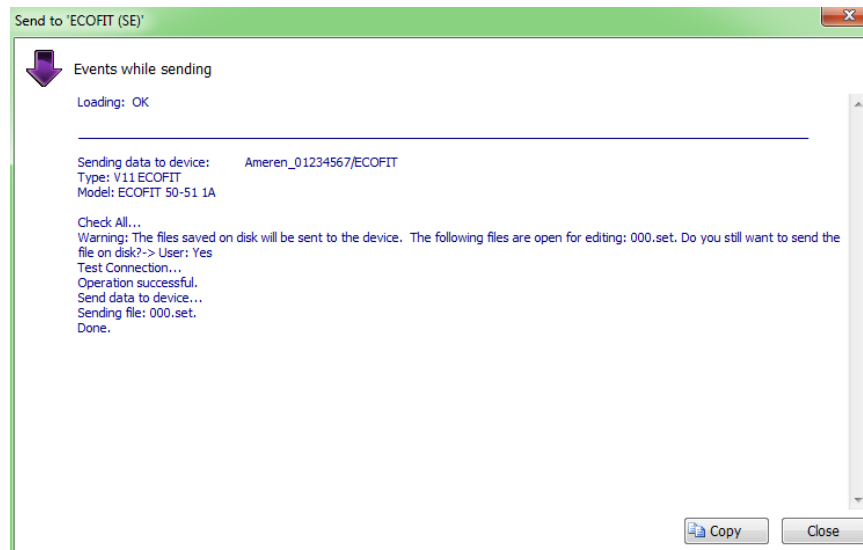 Send to 'ECOFIT (SE)'
Events while sending
Loading: OK
Sending data to device: Ameren_01234567/ECOFIT
Type: V11 ECOFIT
Model: ECOFIT 50-51 1A
Check All...
Warning: The files saved on disk will be sent to the device. The following files are open for editing: 000.set. Do you still want to send the
file on disk?-> User: Yes
Test Connection...
Operation successful.
Send data to device...
Sending file: 000.set.
Done.
Copy
Close